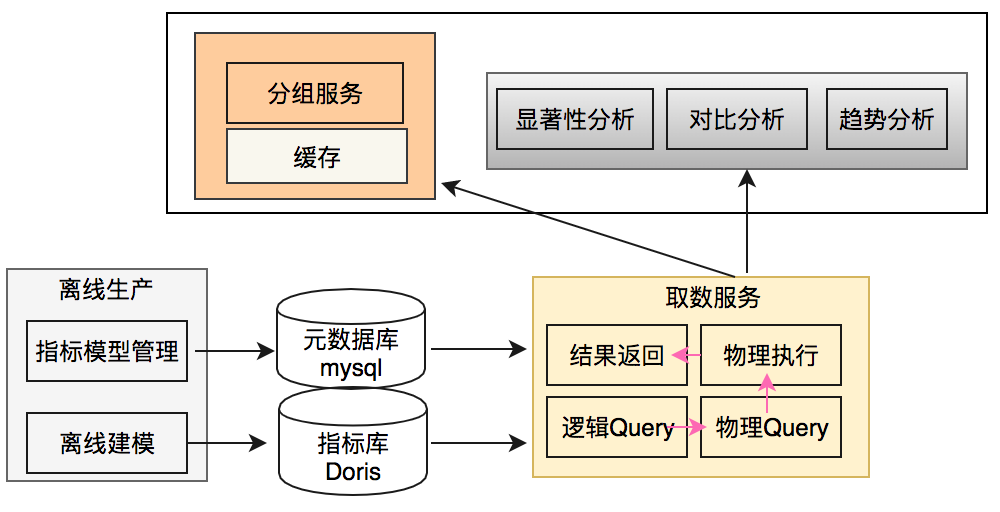 分组服务
缓存
显著性分析
对比分析
趋势分析
离线生产
指标模型管理
离线建模
元数据库
mysql
指标库
Doris
取数服务
结果返回
物理执行
逻辑Query
物理Query